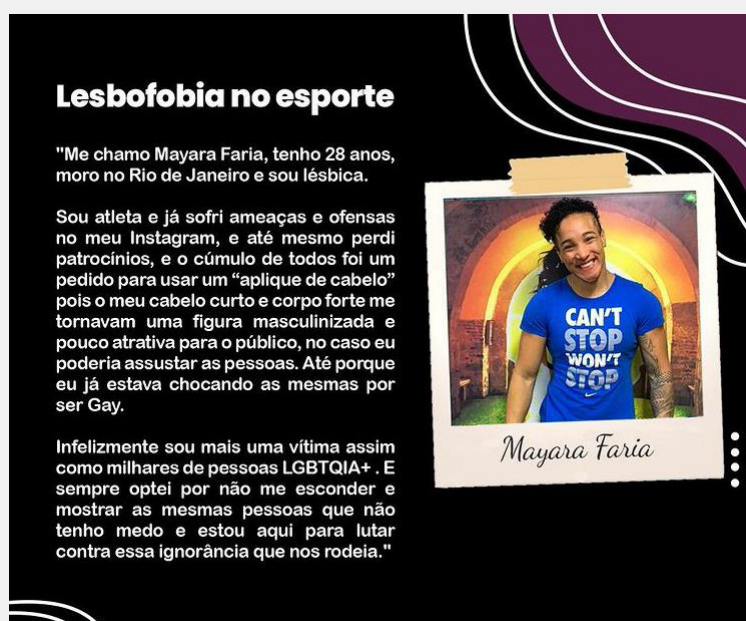 Lesbofobia no esporte
"Me chamo Mayara Faria, tenho 28 anos,
moro no Rio de Janeiro e sou lésbica.
Sou atleta e já sofri ameaças e ofensas
no meu Instagram, e até mesmo perdi
patrocínios, e o cúmulo de todos foi um
pedido para usar um “aplique de cabelo”
pois o meu cabelo curto e corpo forte me
tornavam uma figura masculinizada e
pouco atrativa para o público, no caso eu
poderia assustar as pessoas. Até porque
eu já estava chocando as mesmas por
ser Gay.
Infelizmente sou mais uma vítima assim
como milhares de pessoas LGBTQIA+ . E
sempre optei por não me esconder e
mostrar as mesmas pessoas que não
tenho medo e estou aqui para lutar
contra essa ignorância que nos rodeia."
CAN'T
STOP
WON'T
STOP
Mayara Faria